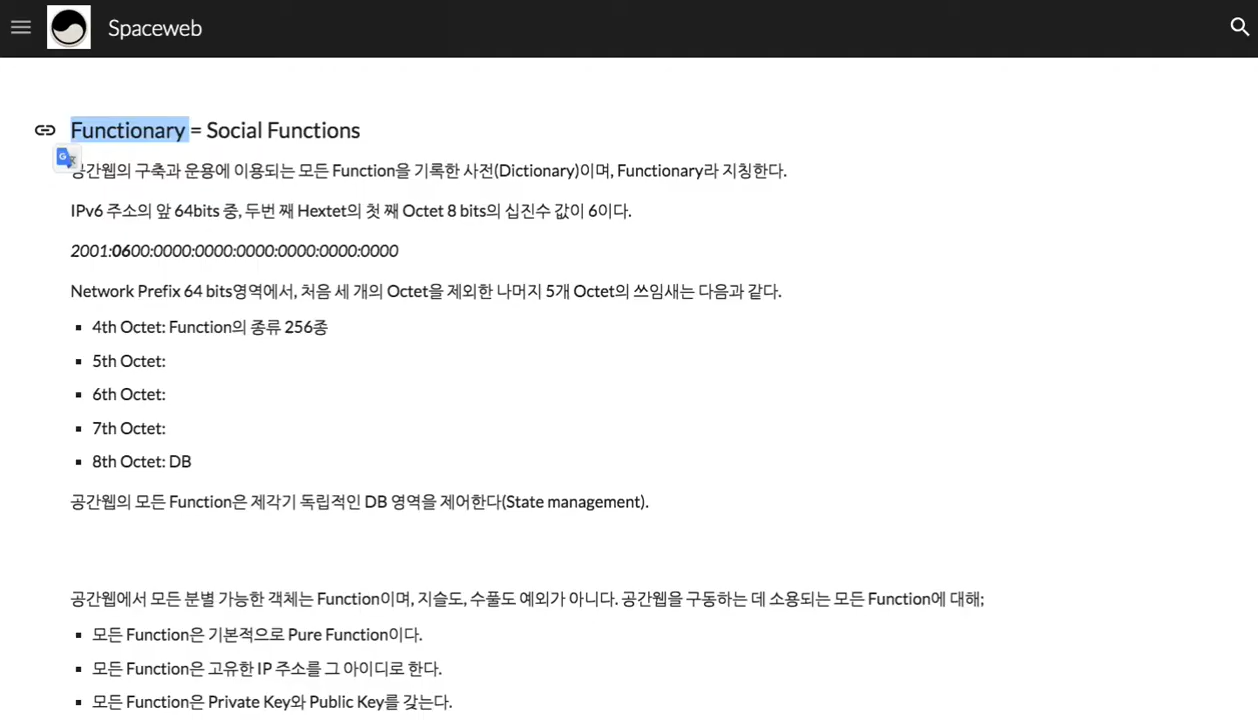 Spaceweb
Functionary = Social Functions
공간웹의 구축과 운용에 이용되는 모든 Function을 기록한 사전(Dictionary)이며, Functionary라 지칭한다.
IPv6 주소의 앞 64bits 중, 두번 째 Hextet의 첫 째 Octet 8 bits의 십진수 값이 6이다.
2001:0600:0000:0000:0000:0000:0000:0000
Network Prefix 64 bits영역에서, 처음 세 개의 Octet을 제외한 나머지 5개 Octet의 쓰임새는 다음과 같다.
▪ 4th Octet: Function의 종류 256종
▪ 5th Octet:
▪ 6th Octet:
▪ 7th Octet:
▪ 8th Octet: DB
공간웹의 모든 Function은 제각기 독립적인 DB 영역을 제어한다(State management).
공간웹에서 모든 분별 가능한 객체는 Function이며, 지슬도, 수풀도 예외가 아니다. 공간웹을 구동하는 데 소용되는 모든 Function에 대해;
▪ 모든 Function은 기본적으로 Pure Function이다.
▪ 모든 Function은 고유한 IP 주소를 그 아이디로 한다.
▪ 모든 Function은 Private Key와 Public Key를 갖는다.